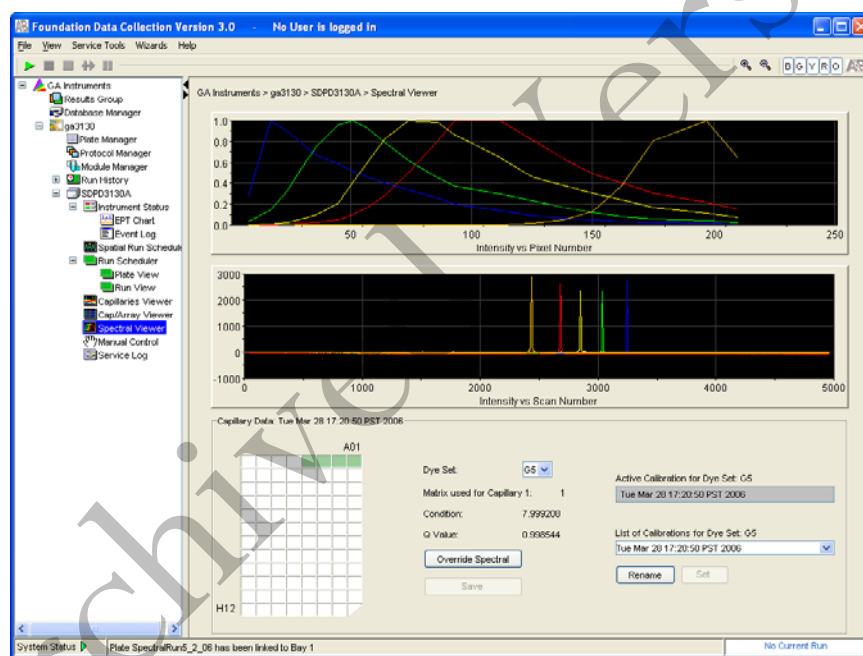 Foundation Data Collection Version 3.0 - No User is logged in
File View Service Tools Wizards Help
B G Y R O
GA Instruments
Results Group
Database Manager
ga3130
Plate Manager
Protocol Manager
Module Manager
Run History
SDPD3130A
Instrument Status
EPT Chart
Event Log
Spatial Run Schedul
Run Scheduler
Plate View
Run View
Capillaries Viewer
Cap/Array Viewer
Spectral Viewer
Manual Control
Service Log
GA Instruments > ga3130 > SDPD3130A > Spectral Viewer
1.0
0.8
0.6
0.4
0.2
0.0
50 100 150 200 250
Intensity vs Pixel Number
3000
2000
1000
0
-1000
0 1000 2000 3000 4000 5000
Intensity vs Scan Number
Capillary Data: Tue Mar 28 17:20:50 PST 2006
A01
H12
Dye Set: G5
Matrix used for Capillary 1: 1
Condition: 7.999208
Q Value: 0.998544
Override Spectral
Save
Active Calibration for Dye Set: G5
Tue Mar 28 17:20:50 PST 2006
List of Calibrations for Dye Set: G5
Tue Mar 28 17:20:50 PST 2006
Rename Set
System Status Plate SpectralRun5_2_06 has been linked to Bay 1 No Current Run